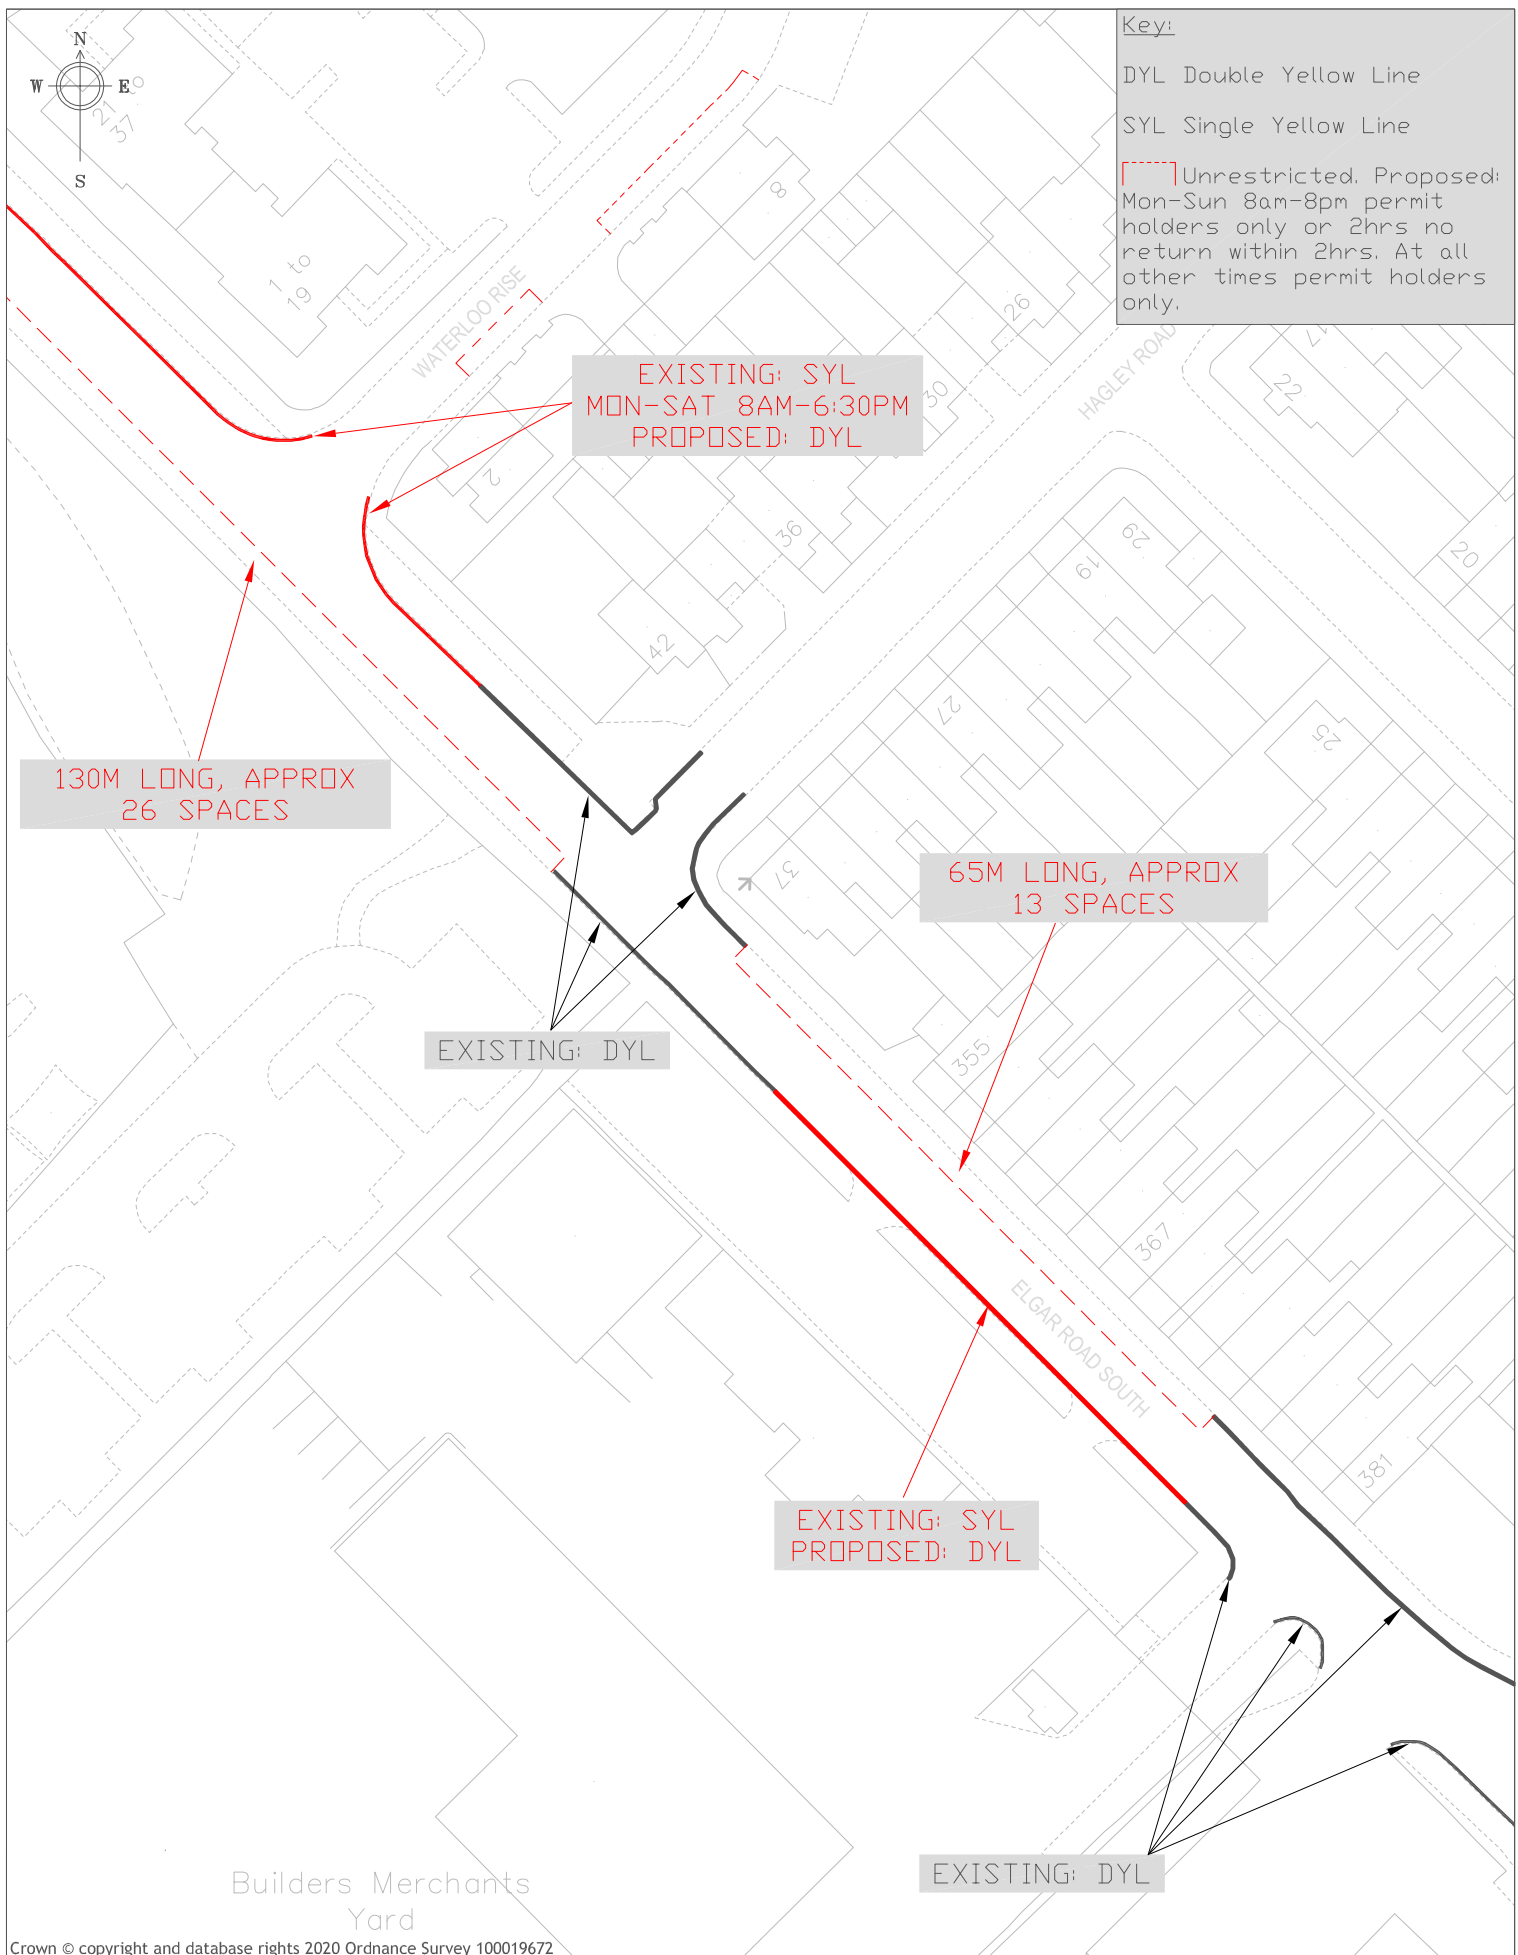 Key:
DYL Double Yellow Line
SYL Single Yellow Line
Unrestricted. Proposed:
Mon-Sun 8am-8pm permit
holders only or 2hrs no
return within 2hrs. At all
other times permit holders
only.
N
W E
S
37
1 to
19
8
WATERLOO RISE
26
HAGLEY ROAD
17
22
EXISTING: SYL
MON-SAT 8AM-6:30PM
PROPOSED: DYL
30
2
36
29
19
20
42
27
25
130M LONG, APPROX
26 SPACES
37
65M LONG, APPROX
13 SPACES
EXISTING: DYL
355
367
ELGAR ROAD SOUTH
381
EXISTING: SYL
PROPOSED: DYL
EXISTING: DYL
Builders Merchants
Yard
Crown © copyright and database rights 2020 Ordnance Survey 100019672